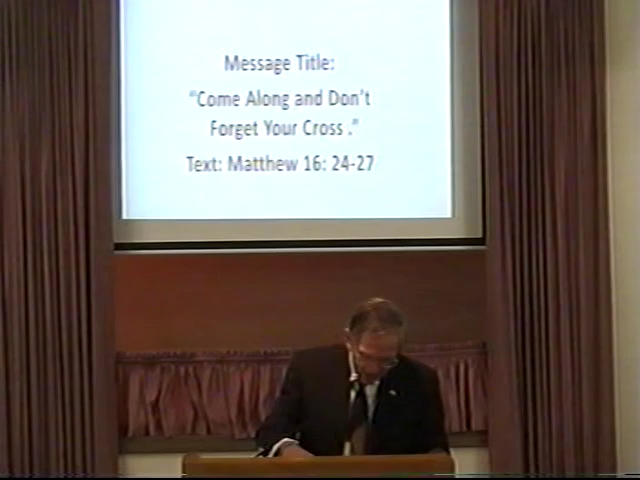 Message Title:
“Come Along and Don’t
Forget Your Cross .”
Text: Matthew 16: 24-27